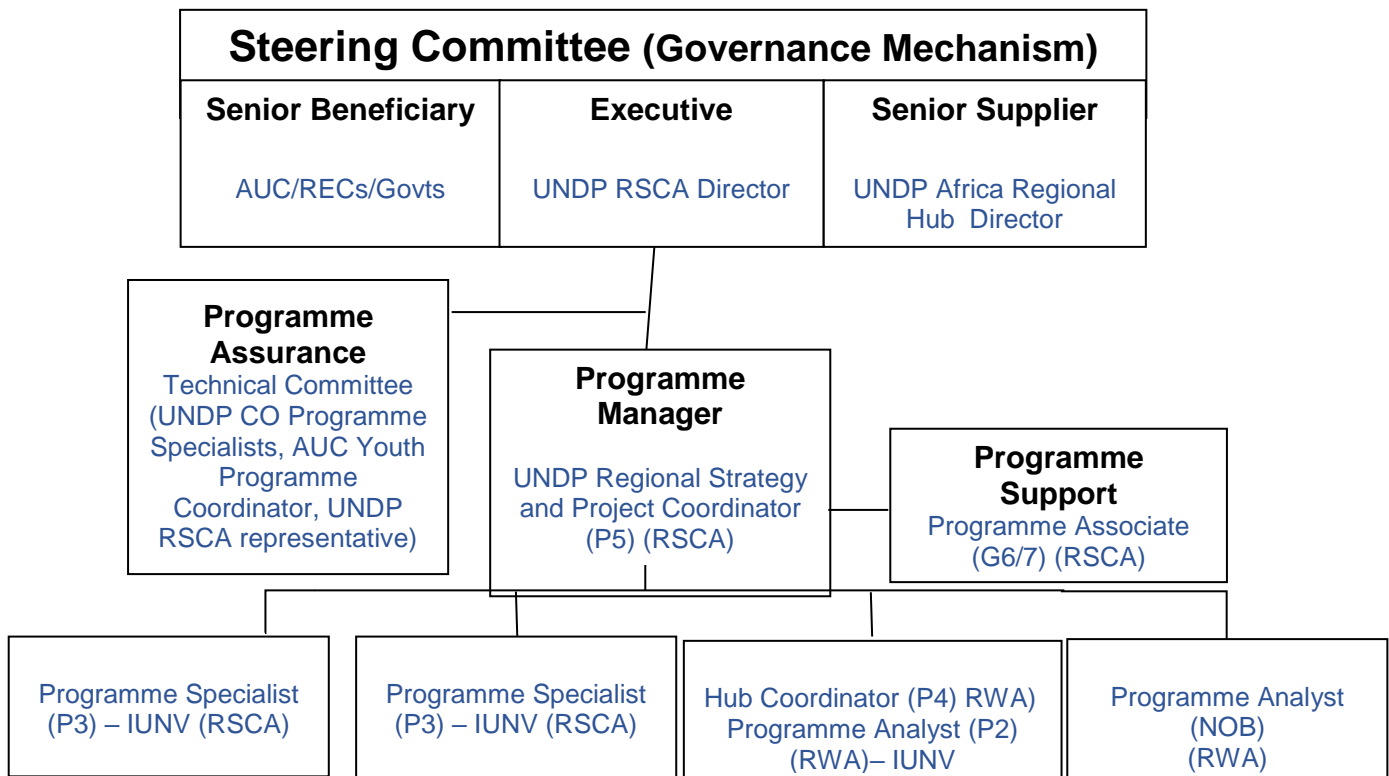 Steering Committee (Governance Mechanism)
Senior Beneficiary
AUC/RECs/Govts
Executive
UNDP RSCA Director
Senior Supplier
UNDP Africa Regional
Hub Director
Programme
Assurance
Technical Committee
(UNDP CO Programme
Specialists, AUC Youth
Programme
Coordinator, UNDP
RSCA representative)
Programme
Manager
UNDP Regional Strategy
and Project Coordinator
(P5) (RSCA)
Programme
Support
Programme Associate
(G6/7) (RSCA)
Programme Specialist
(P3) – IUNV (RSCA)
Programme Specialist
(P3) – IUNV (RSCA)
Hub Coordinator (P4) RWA)
Programme Analyst (P2)
(RWA)– IUNV
Programme Analyst
(NOB)
(RWA)